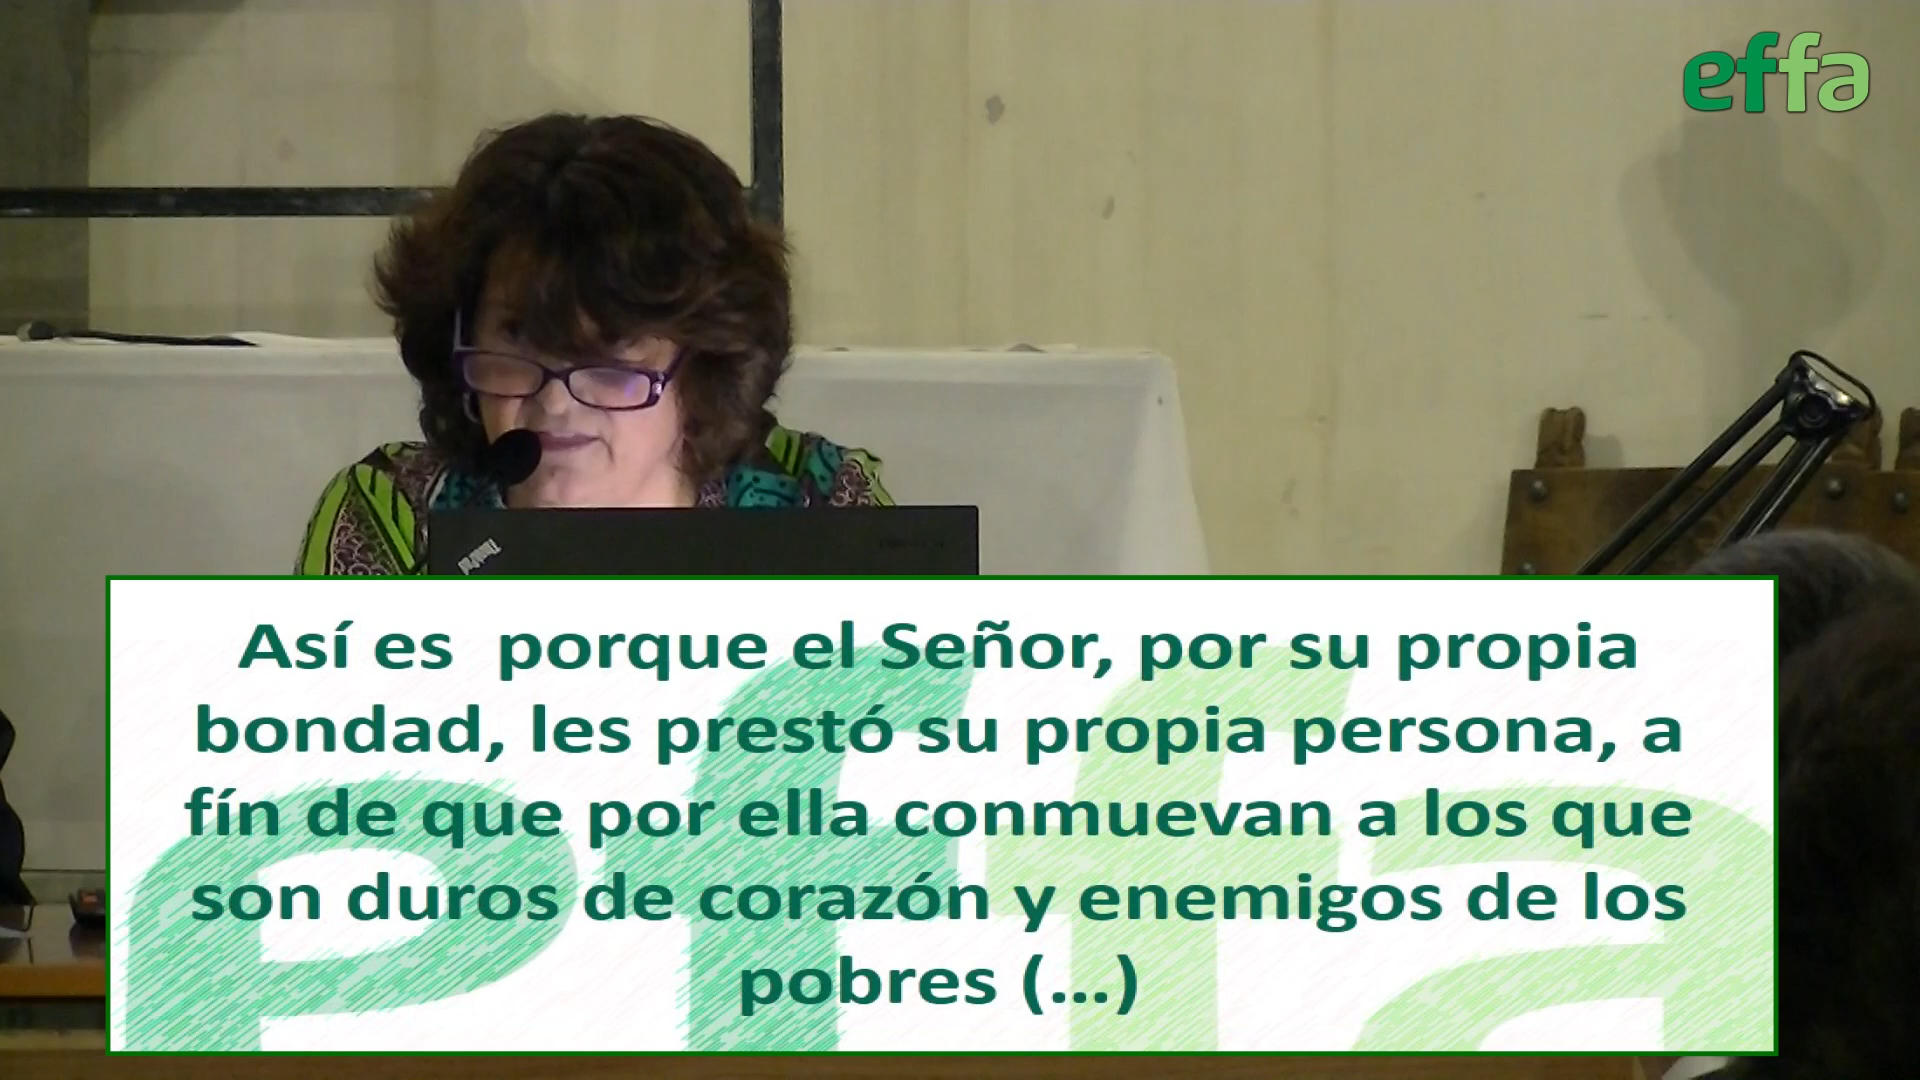 effa
ThinkPad
Así es porque el Señor, por su propia
bondad, les prestó su propia persona, a
fín de que por ella conmuevan a los que
son duros de corazón y enemigos de los
pobres (...)